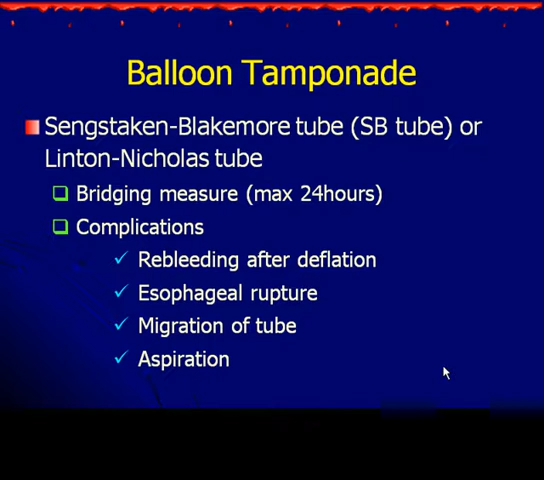 Balloon Tamponade
Sengstaken-Blakemore tube (SB tube) or
Linton-Nicholas tube
Bridging measure (max 24hours)
Complications
Rebleeding after deflation
Esophageal rupture
Migration of tube
Aspiration